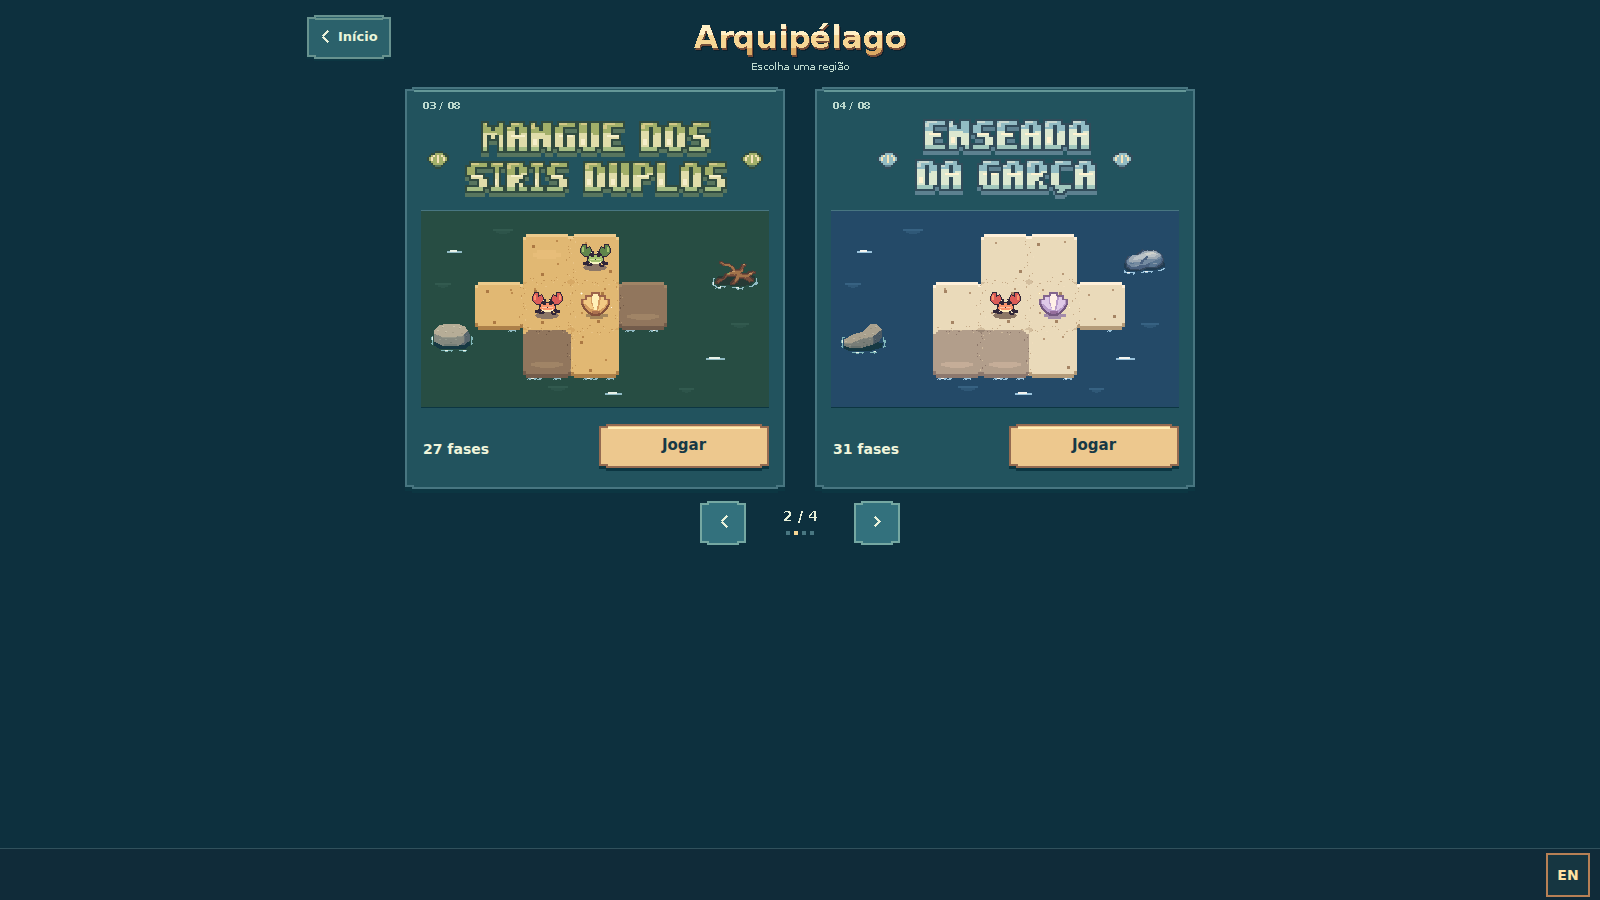 Início
Arquipélago
Escolha uma região
03 / 08
MANGUE DOS
SIRIS DUPLOS
27 fases
Jogar
04 / 08
ENSEADA
DA GARÇA
31 fases
Jogar
2 / 4
EN